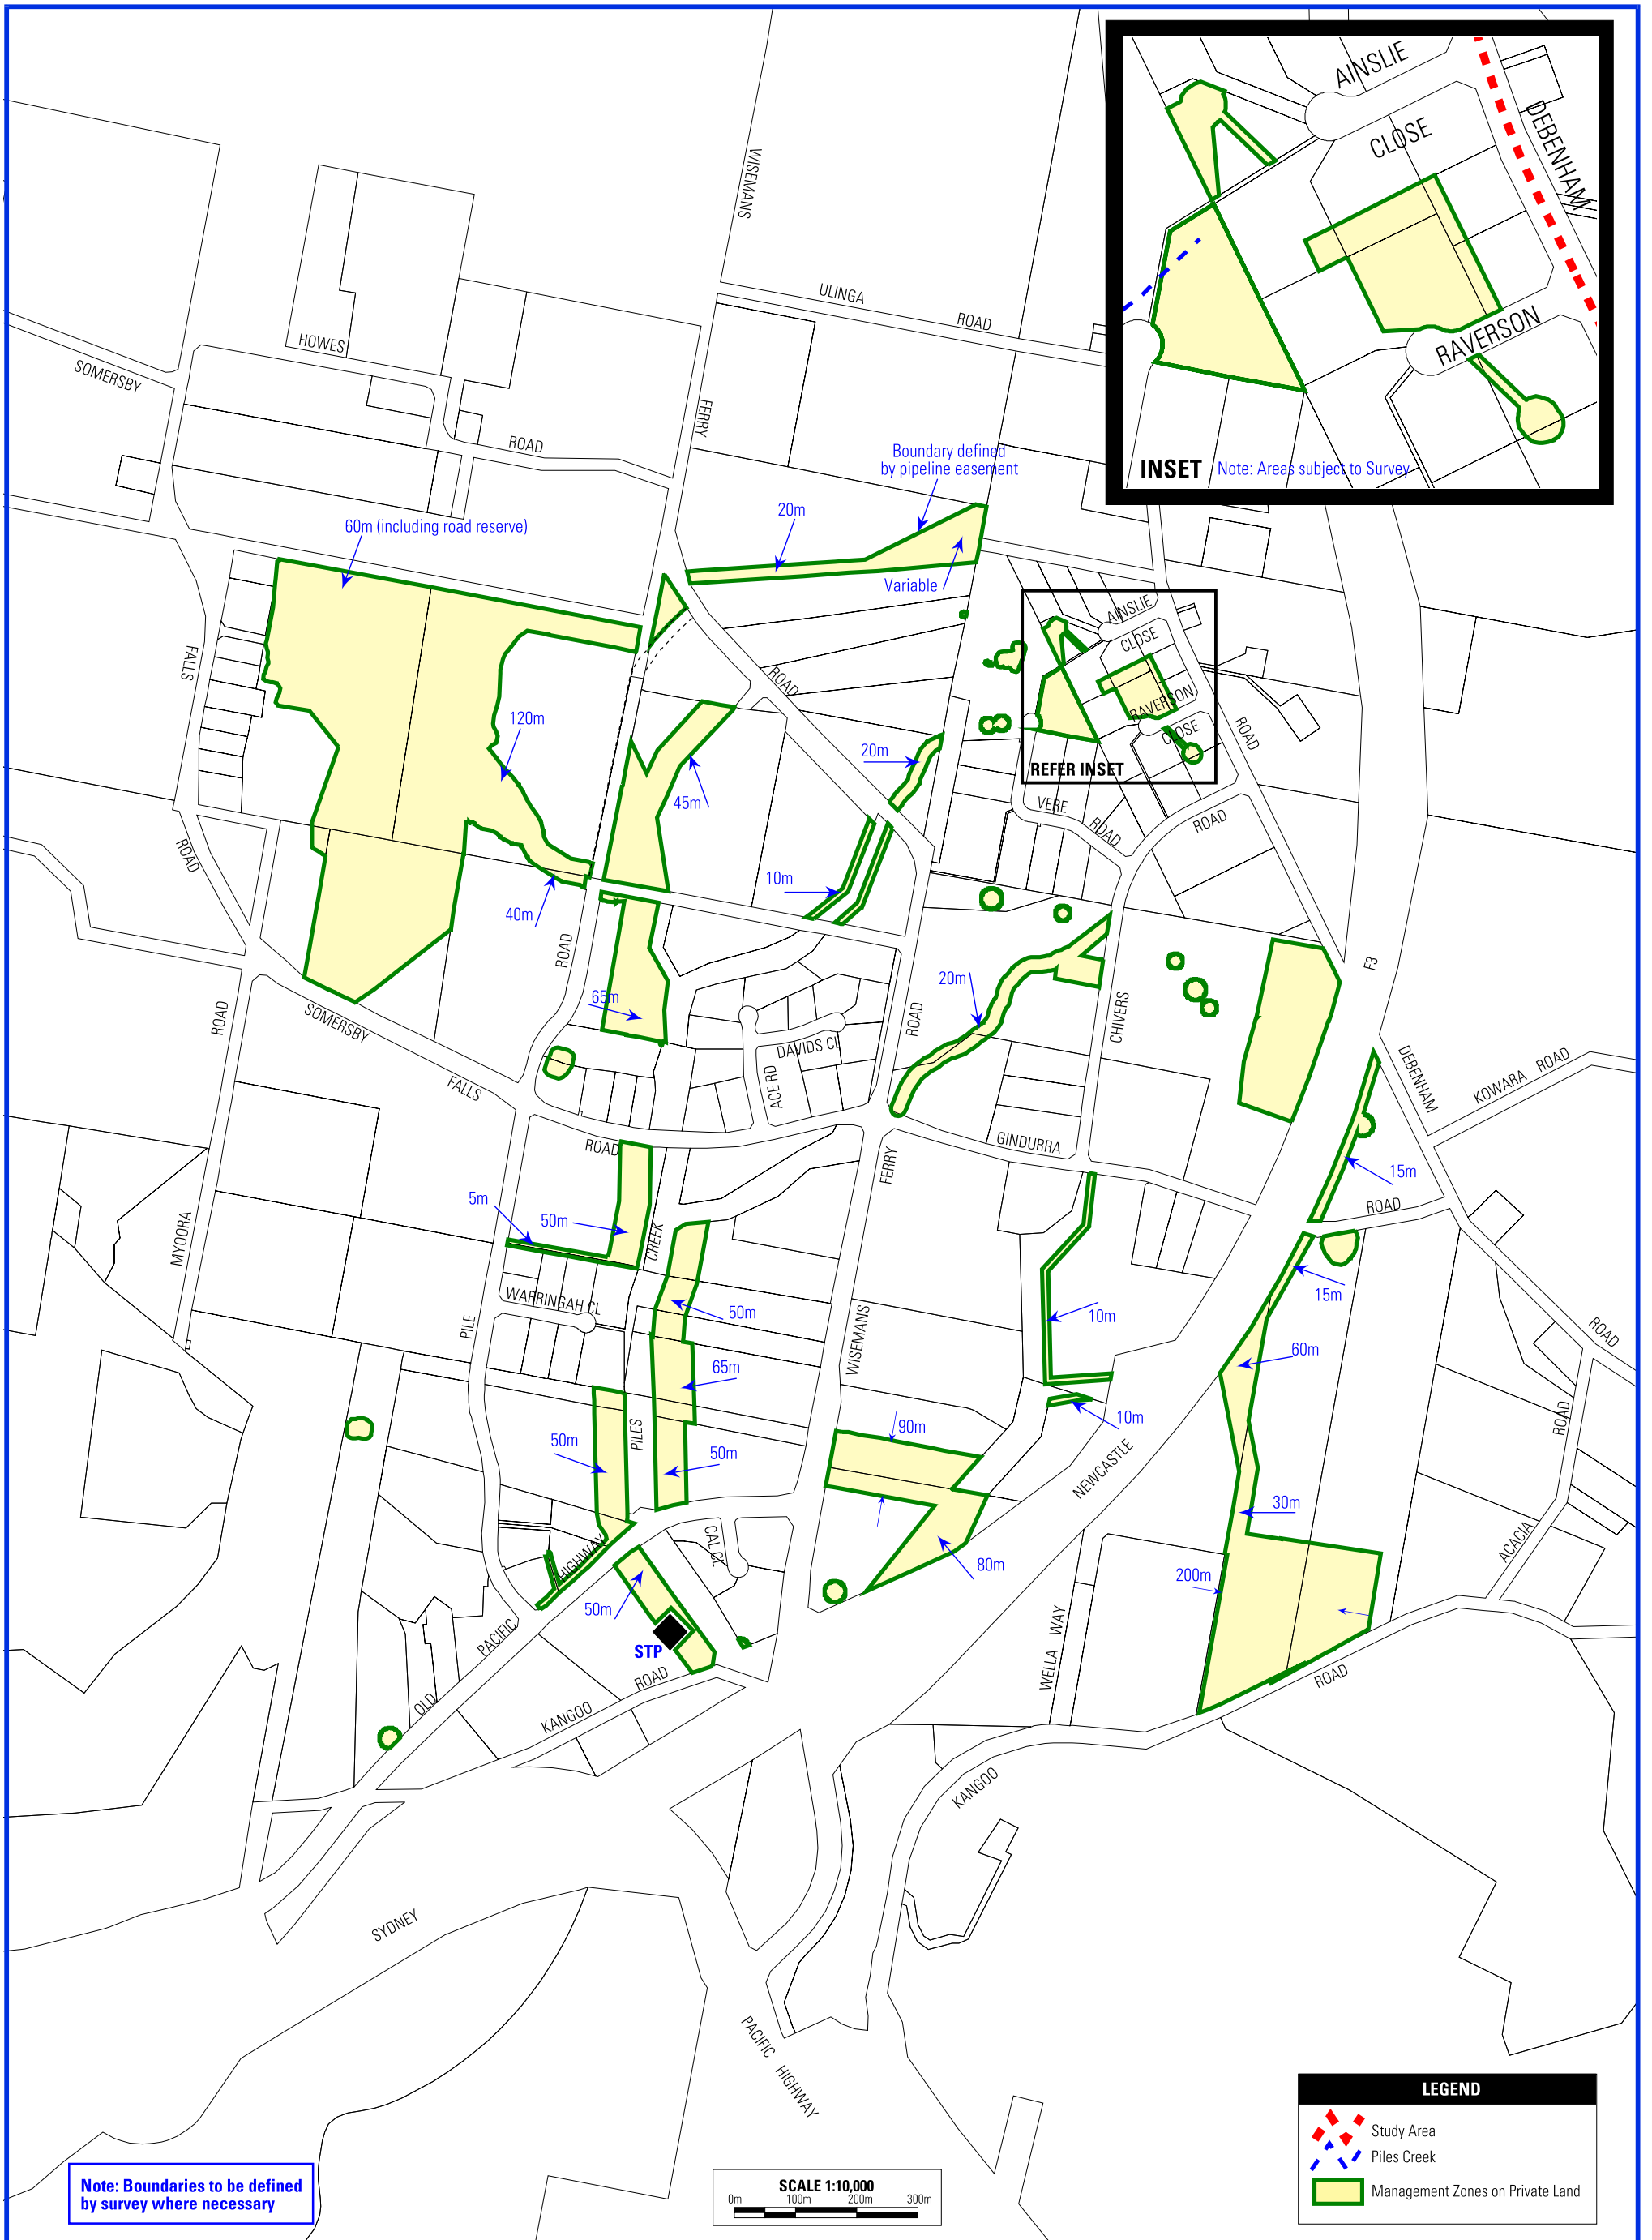 AINSLIE
CLOSE
DEBENHAM
RAVERSON
INSET
Note: Areas subject to Survey
WISEMANS
ULINGA
ROAD
HOWES
SOMERSBY
FERRY
ROAD
Boundary defined
by pipeline easement
20m
60m (including road reserve)
Variable
AINSLIE
CLOSE
FALLS
ROAD
RAVERSON
CLOSE
ROAD
120m
20m
REFER INSET
45m
VERE
ROAD
ROAD
ROAD
10m
40m
ROAD
F3
20m
65m
ROAD
SOMERSBY
ROAD
CHIVERS
DAVIDS CL
ACE RD
DEBENHAM
KOWARA ROAD
FALLS
ROAD
GINDURRA
FERRY
15m
5m
50m
ROAD
MYOORA
CREEK
WARRINGAH CL
50m
15m
10m
PILE
WISEMANS
60m
ROAD
65m
90m
10m
50m
PILES
50m
ROAD
NEWCASTLE
30m
HIGHWAY
CAL CL
80m
200m
ACACIA
50m
STP
PACIFIC
WELLA WAY
OLD
KANGOO
ROAD
ROAD
KANGOO
SYDNEY
PACIFIC HIGHWAY
LEGEND
Study Area
Piles Creek
Management Zones on Private Land
Note: Boundaries to be defined
by survey where necessary
SCALE 1:10,000
0m 100m 200m 300m